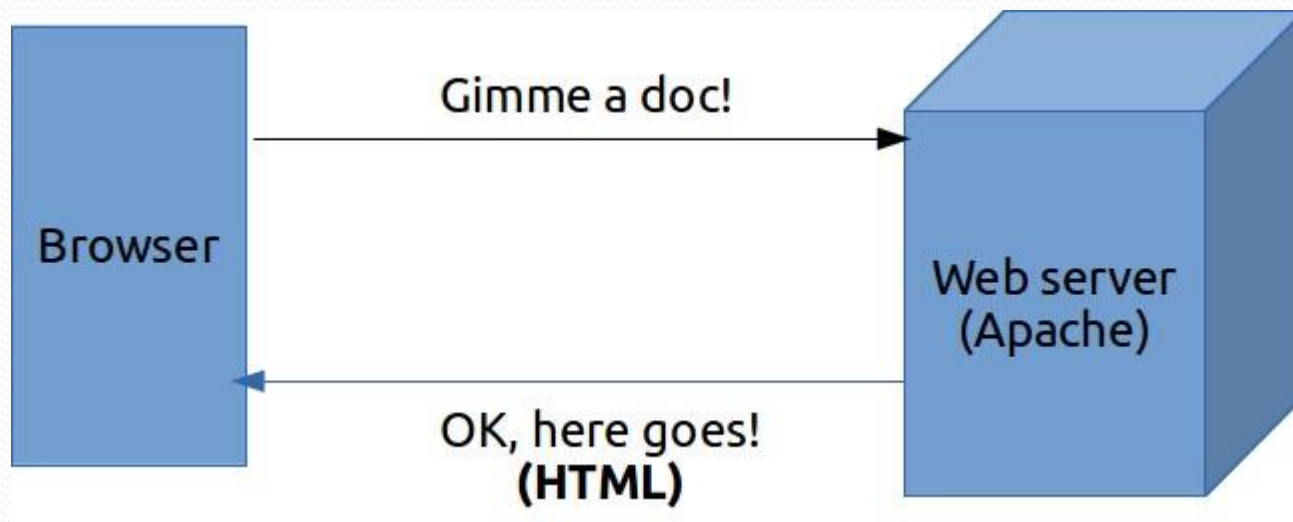 Gimme a doc!
Browser
Web server
(Apache)
OK, here goes!
(HTML)